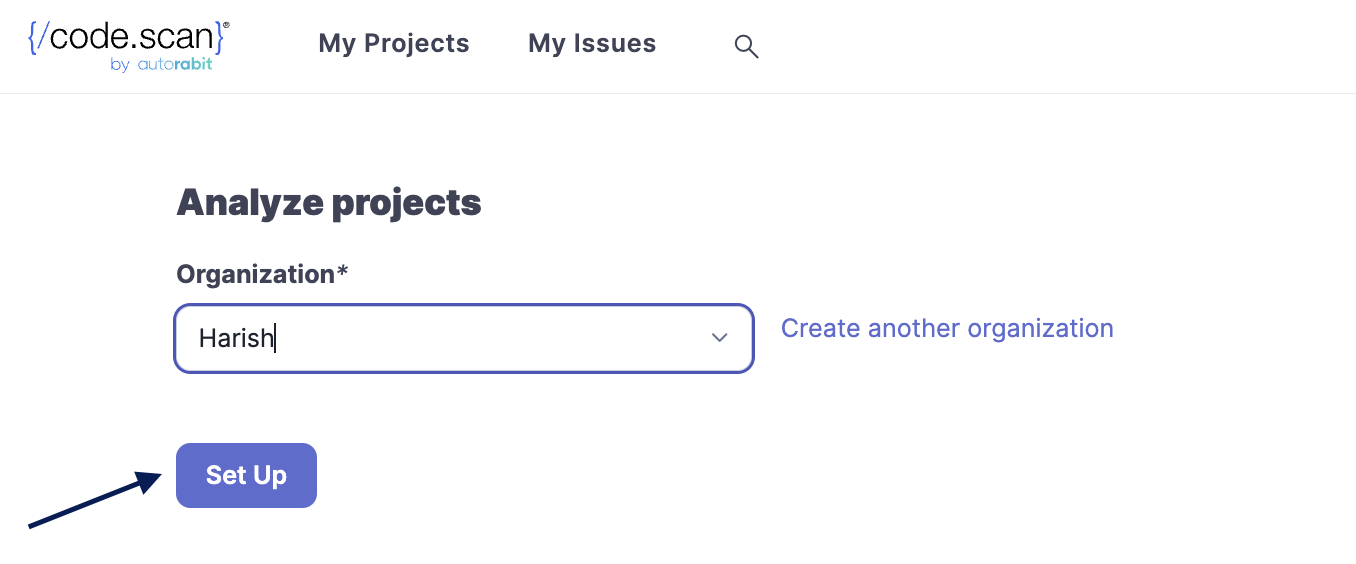 {/code.scan}®
by autorabit
My Projects
My Issues
Analyze projects
Organization*
Harish
Create another organization
Set Up